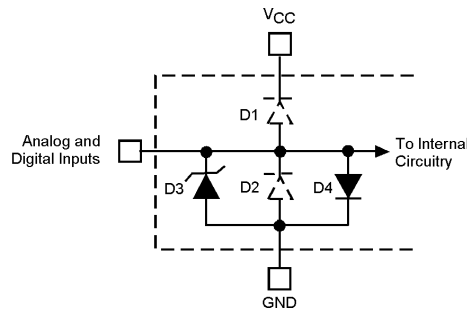 VCC
D1
Analog and
Digital Inputs
To Internal
Circuitry
D3
D2
D4
GND